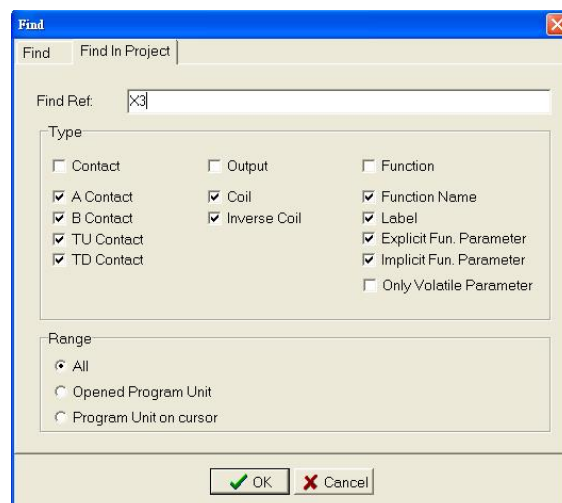 Find
Find Find In Project
Find Ref: X3
Type
Contact Output Function
A Contact Coil Function Name
B Contact Inverse Coil Label
TU Contact Explicit Fun. Parameter
TD Contact Implicit Fun. Parameter
Only Volatile Parameter
Range
All
Opened Program Unit
Program Unit on cursor
OK Cancel